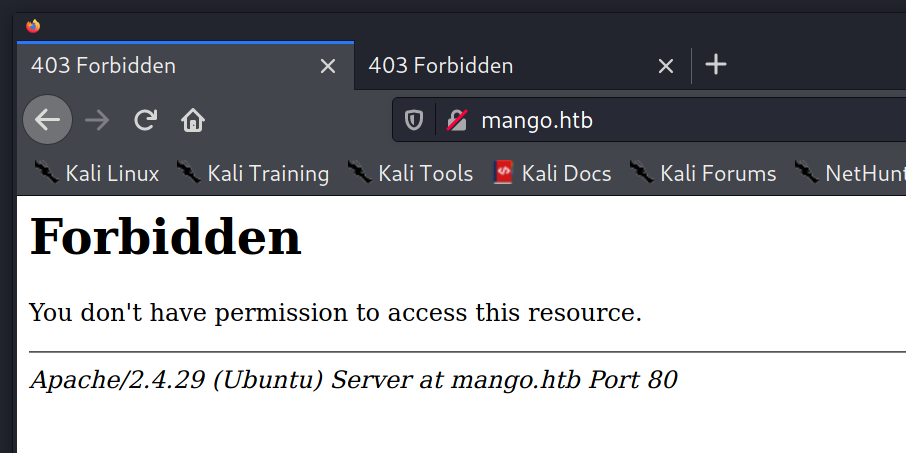 403 Forbidden
403 Forbidden
mango.htb
Kali Linux
Kali Training
Kali Tools
Kali Docs
Kali Forums
NetHunt
Forbidden
You don't have permission to access this resource.
Apache/2.4.29 (Ubuntu) Server at mango.htb Port 80